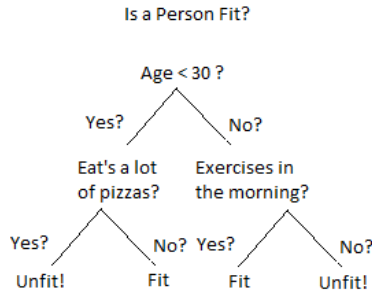 Is a Person Fit?
Age < 30 ?
Yes?
No?
Eat's a lot
of pizzas?
Exercises in
the morning?
Yes?
No?
Yes?
No?
Unfit!
Fit
Fit
Unfit!